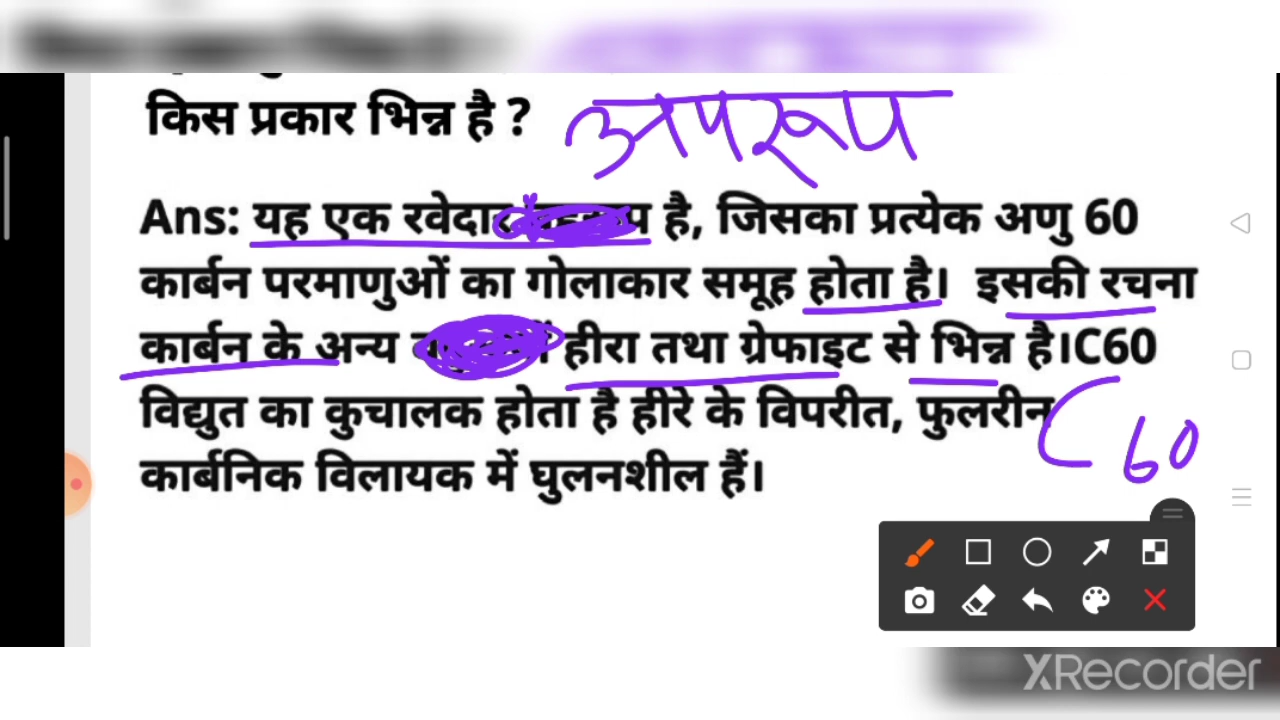 किस प्रकार भिन्न है ?
अपरूप
Ans: यह एक रवेदार है, जिसका प्रत्येक अणु 60
कार्बन परमाणुओं का गोलाकार समूह होता है। इसकी रचना
कार्बन के अन्य हीरा तथा ग्रेफाइट से भिन्न है।C60
विद्युत का कुचालक होता है हीरे के विपरीत, फुलरीन
C60
कार्बनिक विलायक में घुलनशील हैं।
XRecorder